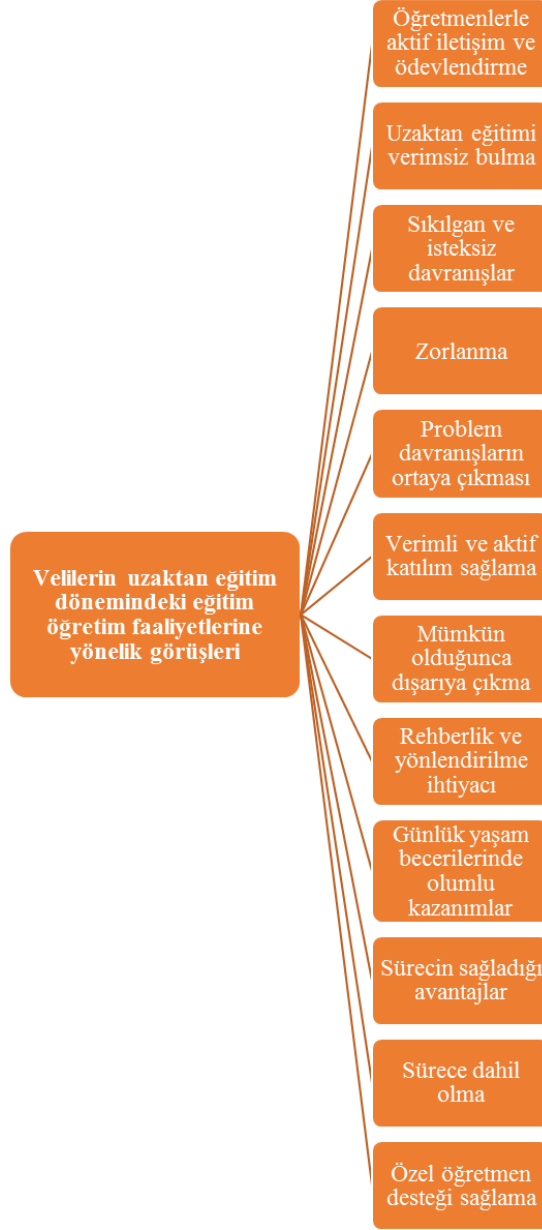 Öğretmenlerle
aktif iletişim ve
ödevlendirme
Uzaktan eğitimi
verimsiz bulma
Sıkılgan ve
isteksiz
davranışlar
Zorlanma
Problem
davranışların
ortaya çıkması
Velilerin uzaktan eğitim
dönemindeki eğitim
öğretim faaliyetlerine
yönelik görüşleri
Verimli ve aktif
katılım sağlama
Mümkün
olduğunca
dışarıya çıkma
Rehberlik ve
yönlendirilme
ihtiyacı
Günlük yaşam
becerilerinde
olumlu
kazanımlar
Sürecin sağladığı
avantajlar
Sürece dahil
olma
Özel öğretmen
desteği sağlama